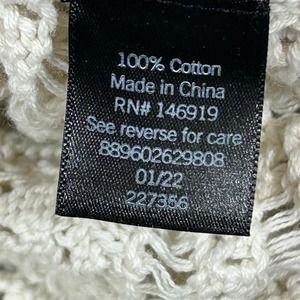 100% Cotton
Made in China
RN# 146919
See reverse for care
889602629808
01/22
227356